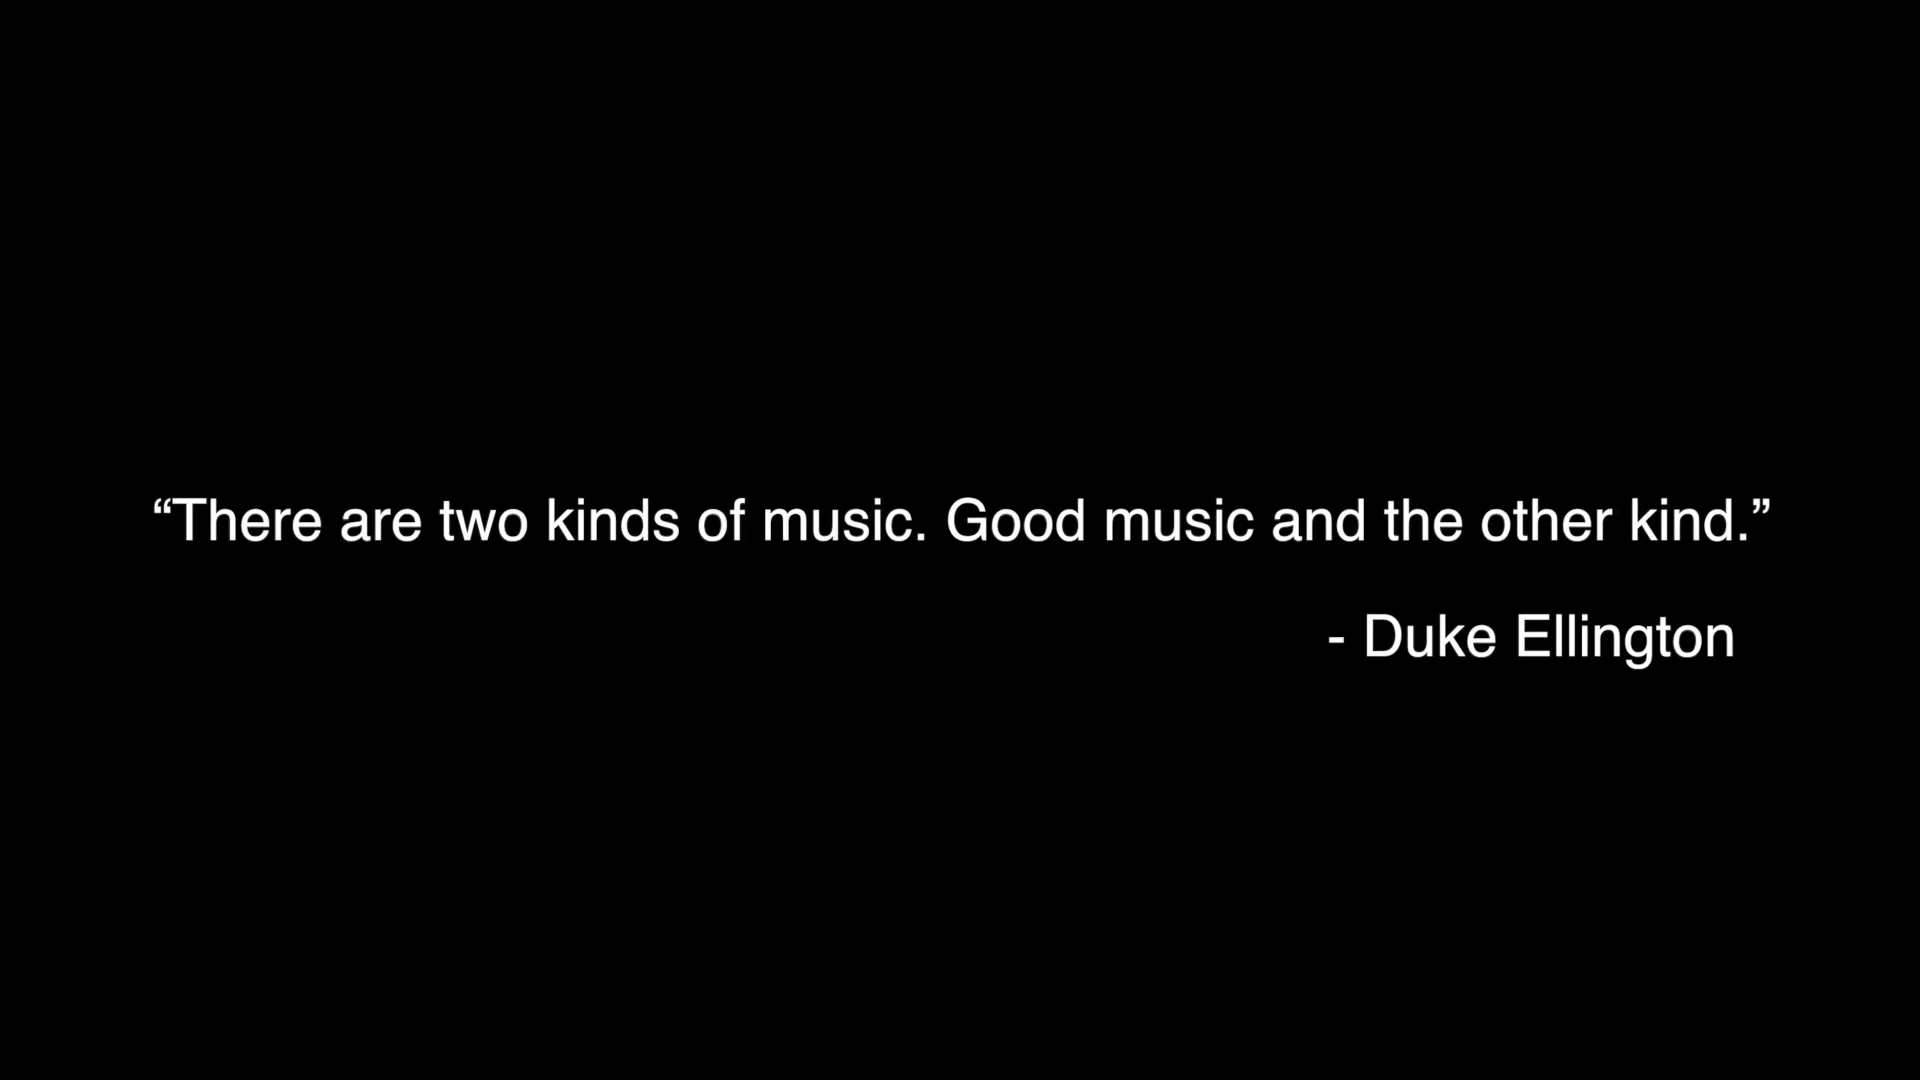 “There are two kinds of music. Good music and the other kind.”
- Duke Ellington